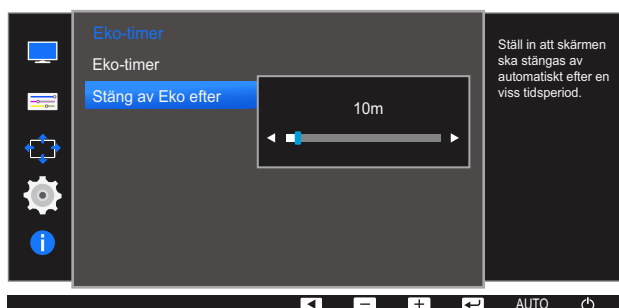 Eko-timer
Eko-timer
Stäng av Eko efter
10m
Ställ in att skärmen
ska stängas av
automatiskt efter en
viss tidsperiod.
AUTO